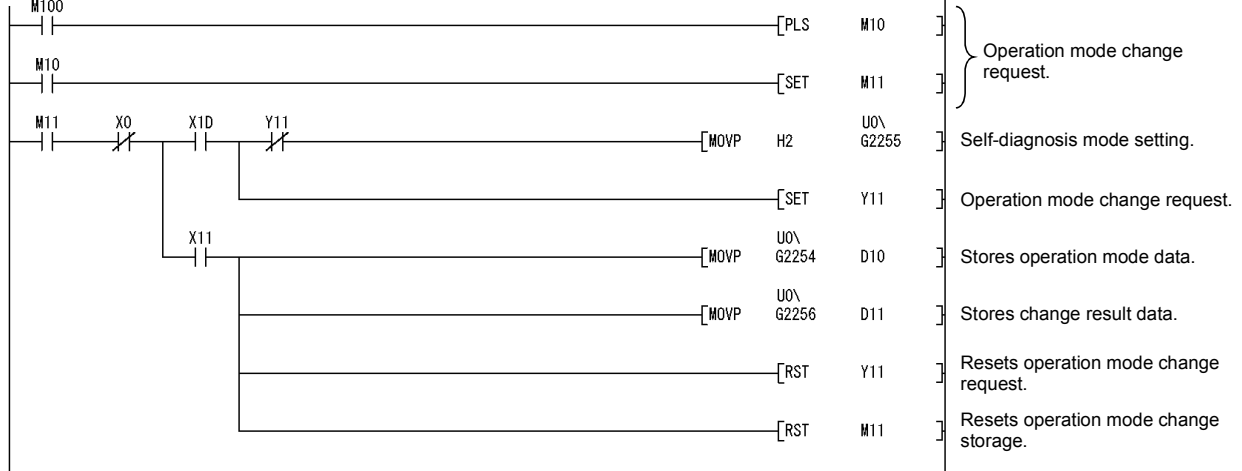 M100
[PLS M10 ]
Operation mode change
request.
M10
[SET M11 ]
M11 X0 X1D Y11
[MOVP H2 U0\
G2255 ]
Self-diagnosis mode setting.
[SET Y11 ]
Operation mode change request.
X11
[MOVP U0\
G2254 D10 ]
Stores operation mode data.
[MOVP U0\
G2256 D11 ]
Stores change result data.
[RST Y11 ]
Resets operation mode change
request.
[RST M11 ]
Resets operation mode change
storage.